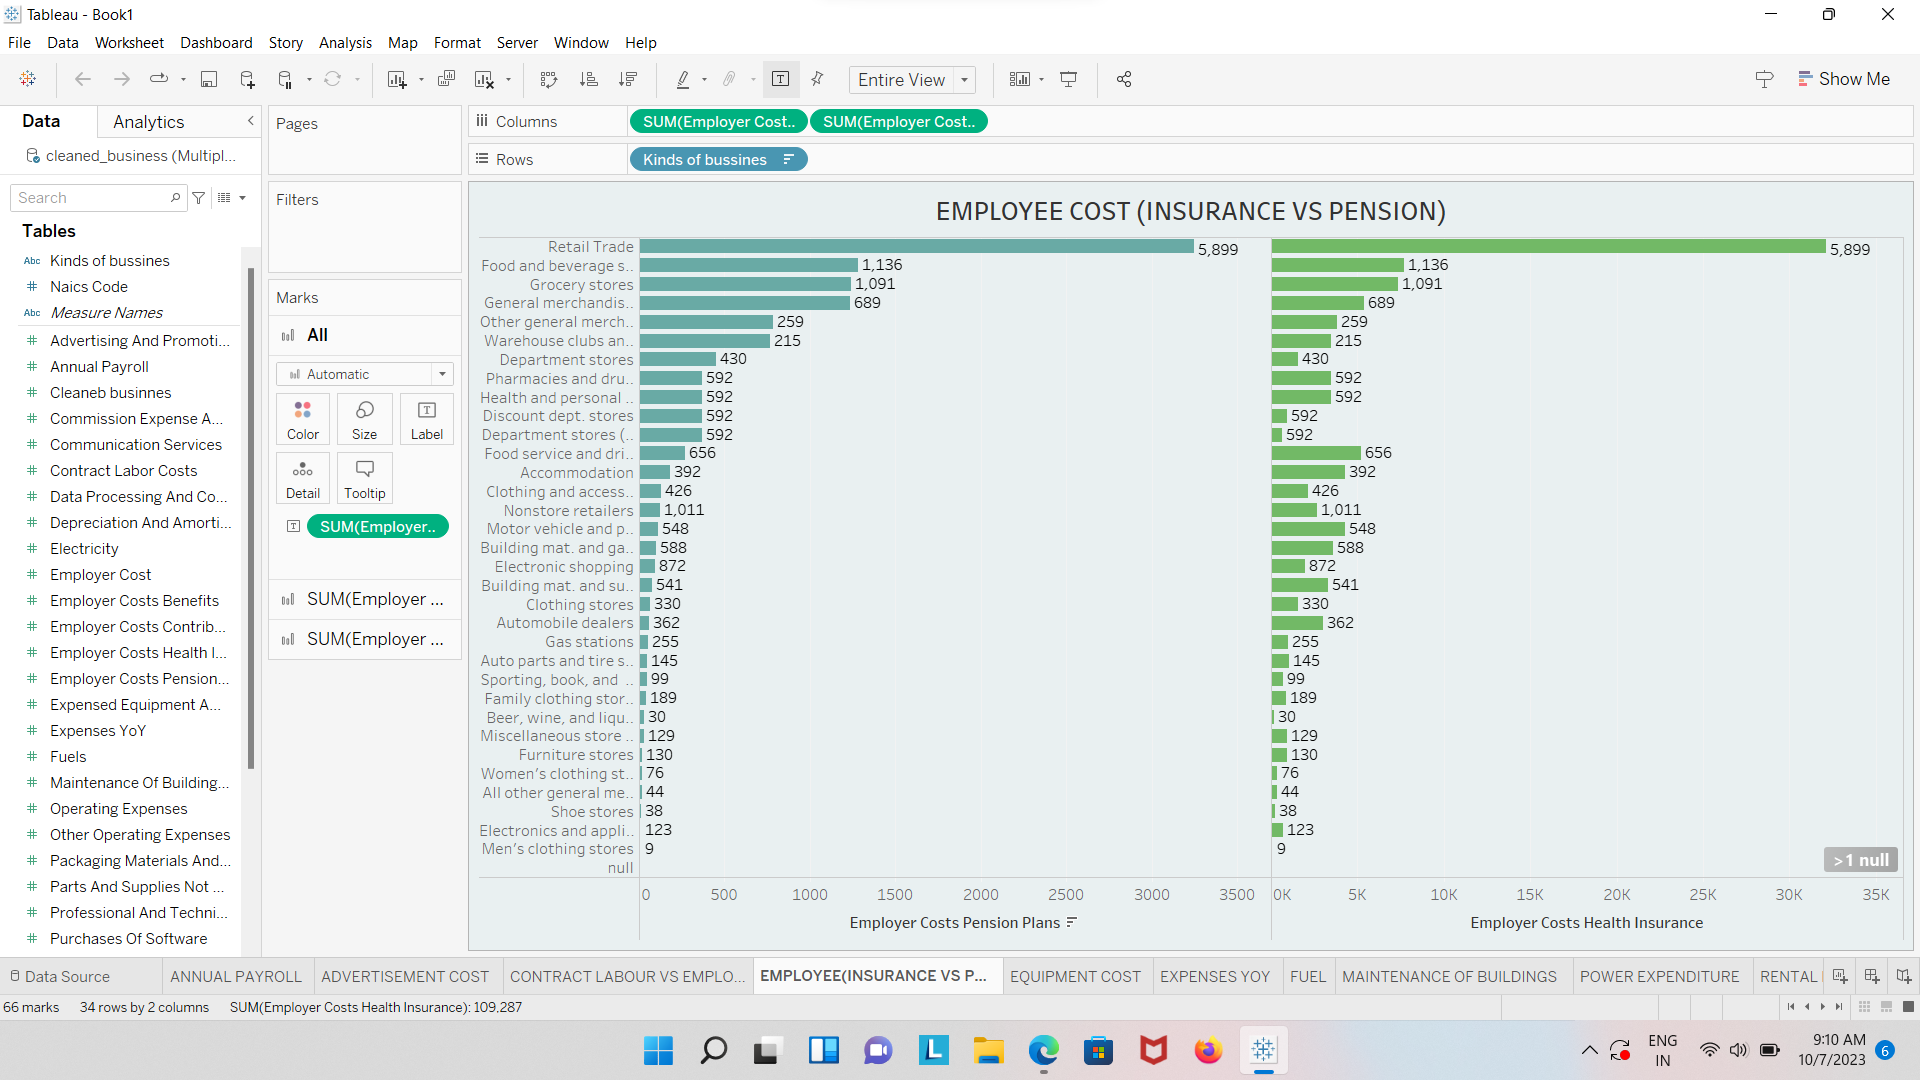 Tableau - Book1
File Data Worksheet Dashboard Story Analysis Map Format Server Window Help
Entire View
Show Me
Data Analytics
cleaned_business (Multipl...
Search
Tables
Abc Kinds of bussines
# Naics Code
Abc Measure Names
# Advertising And Promoti...
# Annual Payroll
# Cleaneb businnes
# Commission Expense A...
# Communication Services
# Contract Labor Costs
# Data Processing And Co...
# Depreciation And Amorti...
# Electricity
# Employer Cost
# Employer Costs Benefits
# Employer Costs Contrib...
# Employer Costs Health I...
# Employer Costs Pension...
# Expensed Equipment A...
# Expenses YoY
# Fuels
# Maintenance Of Building...
# Operating Expenses
# Other Operating Expenses
# Packaging Materials And...
# Parts And Supplies Not ...
# Professional And Techni...
# Purchases Of Software
Pages
Filters
Marks
All
Automatic
Color Size Label
Detail Tooltip
T SUM(Employer..
SUM(Employer ...
SUM(Employer ...
Columns SUM(Employer Cost.. SUM(Employer Cost..
Rows Kinds of bussines
EMPLOYEE COST (INSURANCE VS PENSION)
Retail Trade 5,899 5,899
Food and beverage s.. 1,136 1,136
Grocery stores 1,091 1,091
General merchandis.. 689 689
Other general merch.. 259 259
Warehouse clubs an.. 215 215
Department stores 430 430
Pharmacies and dru.. 592 592
Health and personal .. 592 592
Discount dept. stores 592 592
Department stores (.. 592 592
Food service and dri.. 656 656
Accommodation 392 392
Clothing and access.. 426 426
Nonstore retailers 1,011 1,011
Motor vehicle and p.. 548 548
Building mat. and ga.. 588 588
Electronic shopping 872 872
Building mat. and su.. 541 541
Clothing stores 330 330
Automobile dealers 362 362
Gas stations 255 255
Auto parts and tire s.. 145 145
Sporting, book, and .. 99 99
Family clothing stor.. 189 189
Beer, wine, and liqu.. 30 30
Miscellaneous store .. 129 129
Furniture stores 130 130
Women's clothing st.. 76 76
All other general me.. 44 44
Shoe stores 38 38
Electronics and appli.. 123 123
Men's clothing stores 9 9
null
>1 null
0 500 1000 1500 2000 2500 3000 3500 0K 5K 10K 15K 20K 25K 30K 35K
Employer Costs Pension Plans Employer Costs Health Insurance
Data Source ANNUAL PAYROLL ADVERTISEMENT COST CONTRACT LABOUR VS EMPLO... EMPLOYEE(INSURANCE VS P... EQUIPMENT COST EXPENSES YOY FUEL MAINTENANCE OF BUILDINGS POWER EXPENDITURE RENTAL
66 marks 34 rows by 2 columns SUM(Employer Costs Health Insurance): 109,287
ENG
IN
9:10 AM
10/7/2023
6